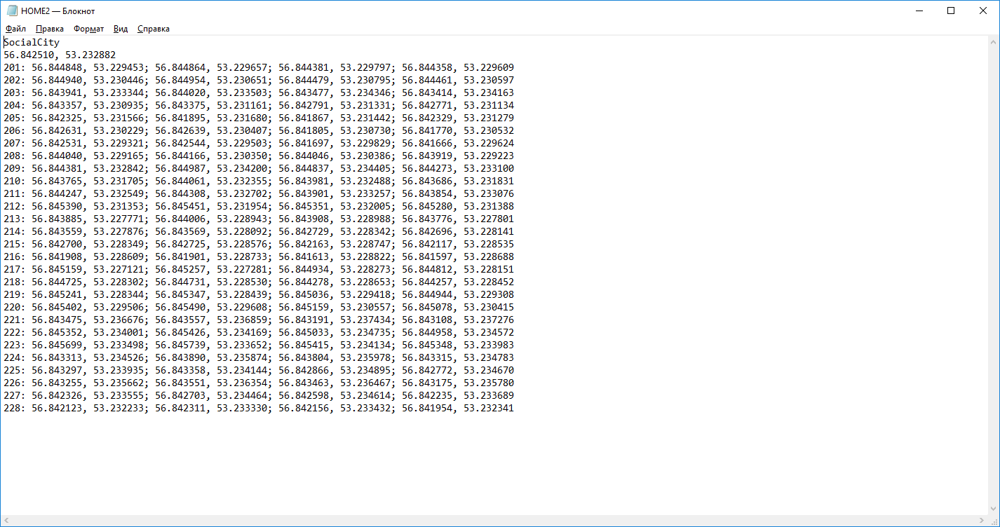 HOME2 — Блокнот
Файл Правка Формат Вид Справка
SocialCity
56.842510, 53.232882
201: 56.844848, 53.229453; 56.844864, 53.229657; 56.844381, 53.229797; 56.844358, 53.229609
202: 56.844940, 53.230446; 56.844954, 53.230651; 56.844479, 53.230795; 56.844461, 53.230597
203: 56.843941, 53.233344; 56.844020, 53.233503; 56.843477, 53.234346; 56.843414, 53.234163
204: 56.843357, 53.230935; 56.843375, 53.231161; 56.842791, 53.231331; 56.842771, 53.231134
205: 56.842325, 53.231566; 56.841895, 53.231680; 56.841867, 53.231442; 56.842329, 53.231279
206: 56.842631, 53.230229; 56.842639, 53.230407; 56.841805, 53.230730; 56.841770, 53.230532
207: 56.842531, 53.229321; 56.842544, 53.229503; 56.841697, 53.229829; 56.841666, 53.229624
208: 56.844040, 53.229165; 56.844166, 53.230350; 56.844046, 53.230386; 56.843919, 53.229223
209: 56.844381, 53.232842; 56.844987, 53.234200; 56.844837, 53.234405; 56.844273, 53.233100
210: 56.843765, 53.231705; 56.844061, 53.232355; 56.843981, 53.232488; 56.843686, 53.231831
211: 56.844247, 53.232549; 56.844308, 53.232702; 56.843901, 53.233257; 56.843854, 53.233076
212: 56.845390, 53.231353; 56.845451, 53.231954; 56.845351, 53.232005; 56.845280, 53.231388
213: 56.843885, 53.227771; 56.844006, 53.228943; 56.843908, 53.228988; 56.843776, 53.227801
214: 56.843559, 53.227876; 56.843569, 53.228092; 56.842729, 53.228342; 56.842696, 53.228141
215: 56.842700, 53.228349; 56.842725, 53.228576; 56.842163, 53.228747; 56.842117, 53.228535
216: 56.841908, 53.228609; 56.841901, 53.228733; 56.841613, 53.228822; 56.841597, 53.228688
217: 56.845159, 53.227121; 56.845257, 53.227281; 56.844934, 53.228273; 56.844812, 53.228151
218: 56.844725, 53.228302; 56.844731, 53.228530; 56.844278, 53.228653; 56.844257, 53.228452
219: 56.845241, 53.228344; 56.845347, 53.228439; 56.845036, 53.229418; 56.844944, 53.229308
220: 56.845402, 53.229506; 56.845490, 53.229608; 56.845159, 53.230557; 56.845078, 53.230415
221: 56.843475, 53.236676; 56.843557, 53.236859; 56.843191, 53.237434; 56.843108, 53.237276
222: 56.845352, 53.234001; 56.845426, 53.234169; 56.845033, 53.234735; 56.844958, 53.234572
223: 56.845699, 53.233498; 56.845739, 53.233652; 56.845415, 53.234134; 56.845348, 53.233983
224: 56.843313, 53.234526; 56.843890, 53.235874; 56.843804, 53.235978; 56.843315, 53.234783
225: 56.843297, 53.233935; 56.843358, 53.234144; 56.842866, 53.234895; 56.842772, 53.234670
226: 56.843255, 53.235662; 56.843551, 53.236354; 56.843463, 53.236467; 56.843175, 53.235780
227: 56.842326, 53.233555; 56.842703, 53.234464; 56.842598, 53.234614; 56.842235, 53.233689
228: 56.842123, 53.232233; 56.842311, 53.233330; 56.842156, 53.233432; 56.841954, 53.232341